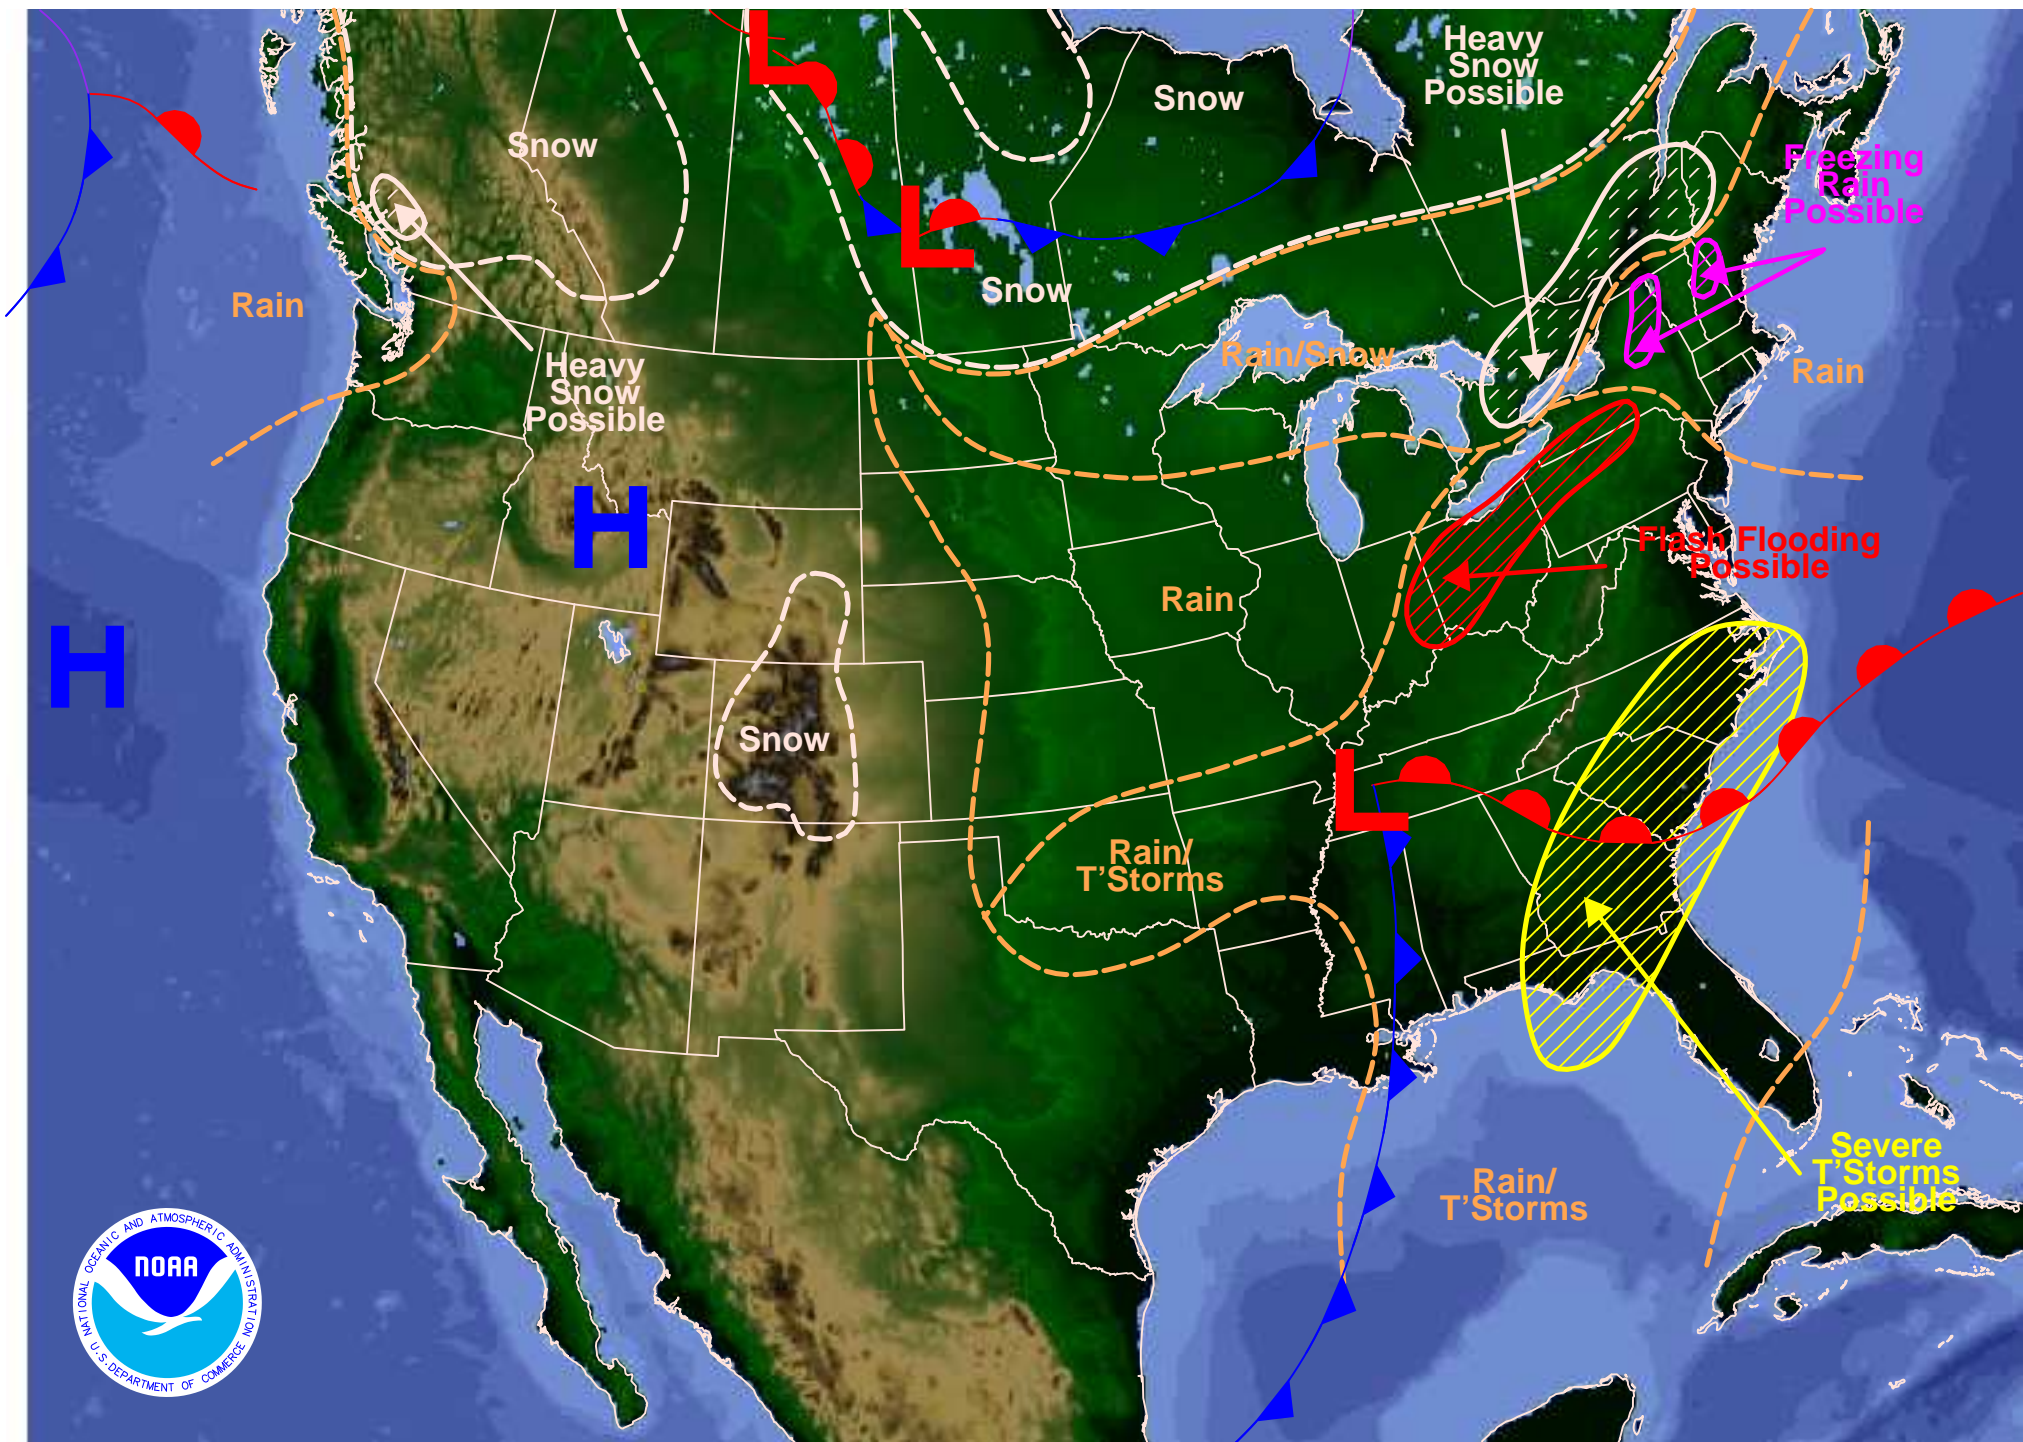 Heavy
Snow
Possible
Snow
Snow
Freezing
Rain
Possible
Snow
Rain
Rain/Snow
Heavy
Snow
Possible
Rain
H
L
L
Flash Flooding
Possible
Rain
H
Snow
L
Rain/
T'Storms
Severe
T'Storms
Possible
Rain/
T'Storms
NATIONAL OCEANIC AND ATMOSPHERIC ADMINISTRATION
NOAA
U.S. DEPARTMENT OF COMMERCE